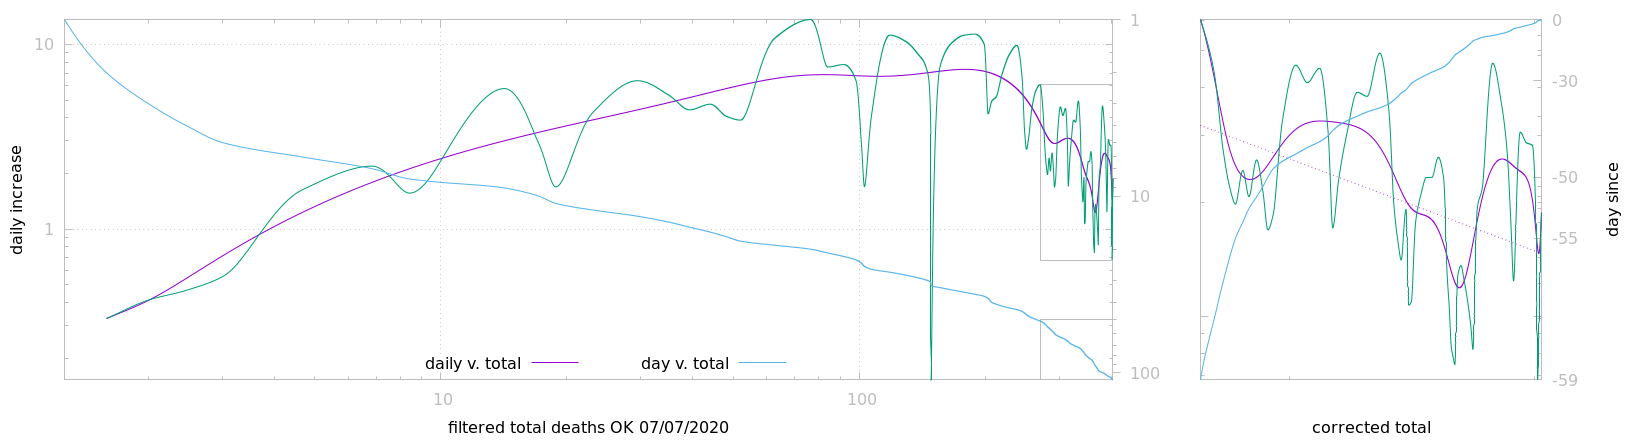 10
1
daily increase
daily v. total
day v. total
10
100
filtered total deaths OK 07/07/2020
1
10
100
0
-30
-50
-55
-59
day since
corrected total